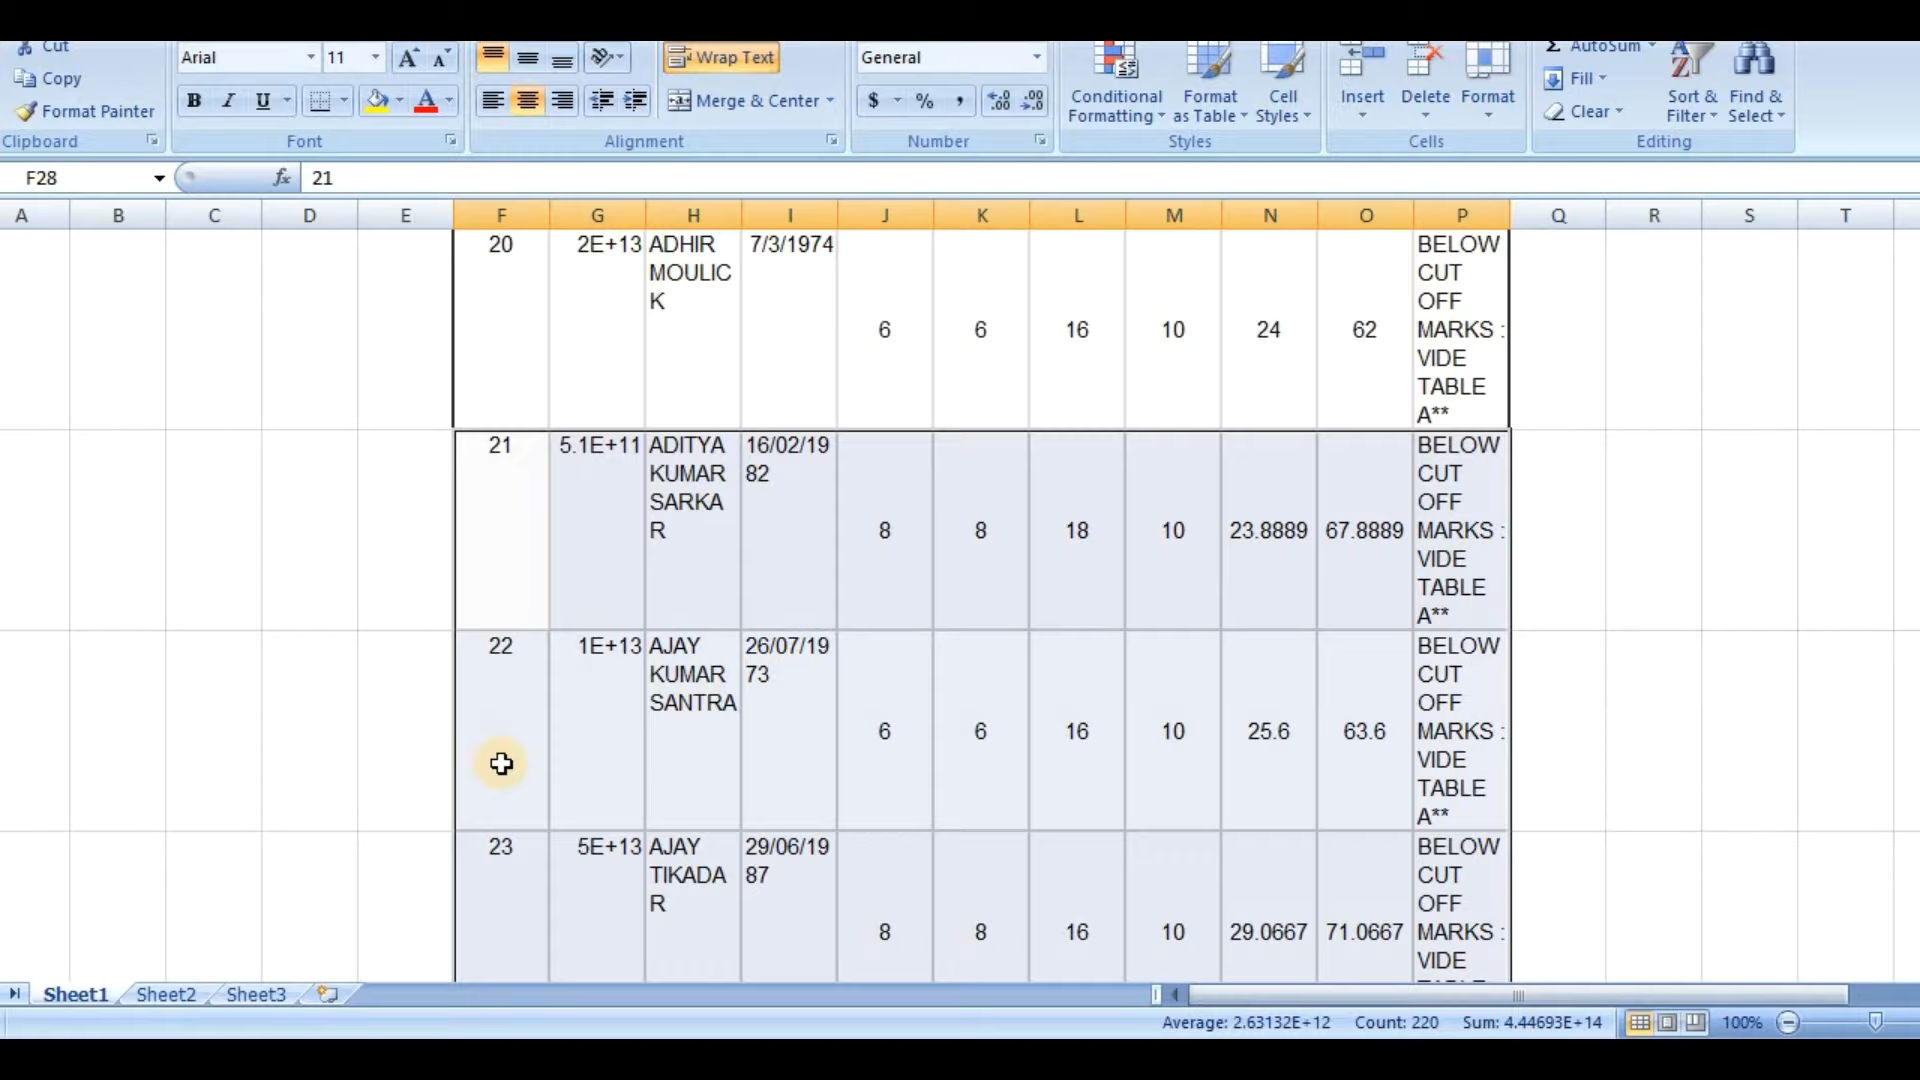 Cut
Copy
Format Painter
Clipboard
Arial
11
B I U
Font
Wrap Text
Merge & Center
Alignment
General
$ % ,
Number
Conditional
Formatting
Format
as Table
Cell
Styles
Styles
Insert
Delete
Format
Cells
Σ AutoSum
Fill
Clear
Sort &
Filter
Find &
Select
Editing
F28
fx
21
A B C D E F G H I J K L M N O P Q R S T
20 2E+13 ADHIR 7/3/1974 BELOW
MOULIC CUT
K OFF
6 6 16 10 24 62 MARKS :
VIDE
TABLE
A**
21 5.1E+11 ADITYA 16/02/19 BELOW
KUMAR 82 CUT
SARKA OFF
R 8 8 18 10 23.8889 67.8889 MARKS :
VIDE
TABLE
A**
22 1E+13 AJAY 26/07/19 BELOW
KUMAR 73 CUT
SANTRA OFF
6 6 16 10 25.6 63.6 MARKS :
VIDE
TABLE
A**
23 5E+13 AJAY 29/06/19 BELOW
TIKADA 87 CUT
R OFF
8 8 16 10 29.0667 71.0667 MARKS :
VIDE
Sheet1 Sheet2 Sheet3
Average: 2.63132E+12 Count: 220 Sum: 4.44693E+14 100%